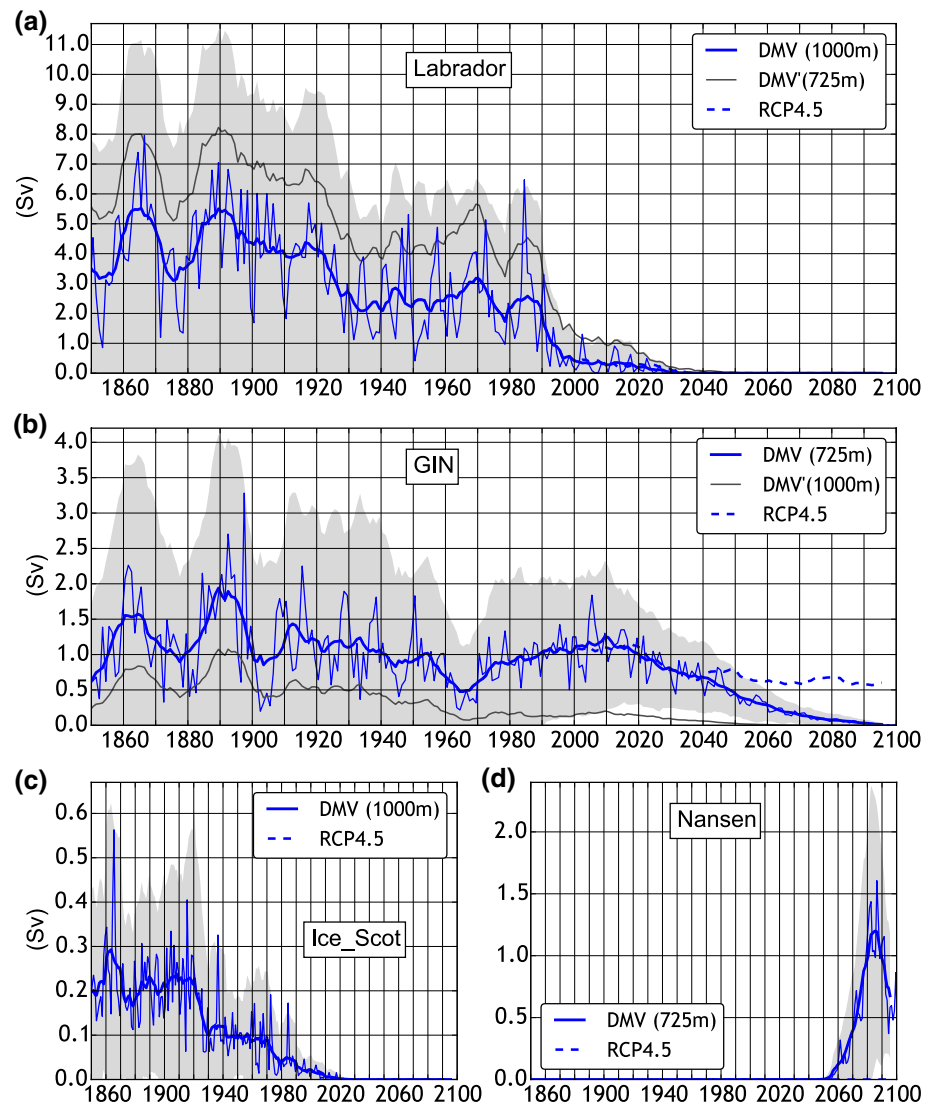 (a)
11.0
10.0
9.0
8.0
7.0
6.0
5.0
4.0
3.0
2.0
1.0
0.0
(Sv)
Labrador
DMV (1000m)
DMV'(725m)
RCP4.5
1860 1880 1900 1920 1940 1960 1980 2000 2020 2040 2060 2080 2100
(b)
4.0
3.5
3.0
2.5
2.0
1.5
1.0
0.5
0.0
(Sv)
GIN
DMV (725m)
DMV'(1000m)
RCP4.5
1860 1880 1900 1920 1940 1960 1980 2000 2020 2040 2060 2080 2100
(c)
0.6
0.5
0.4
0.3
0.2
0.1
0.0
(Sv)
DMV (1000m)
RCP4.5
Ice_Scot
1860 1900 1940 1980 2020 2060 2100
(d)
2.0
1.5
1.0
0.5
0.0
Nansen
DMV (725m)
RCP4.5
1860 1900 1940 1980 2020 2060 2100